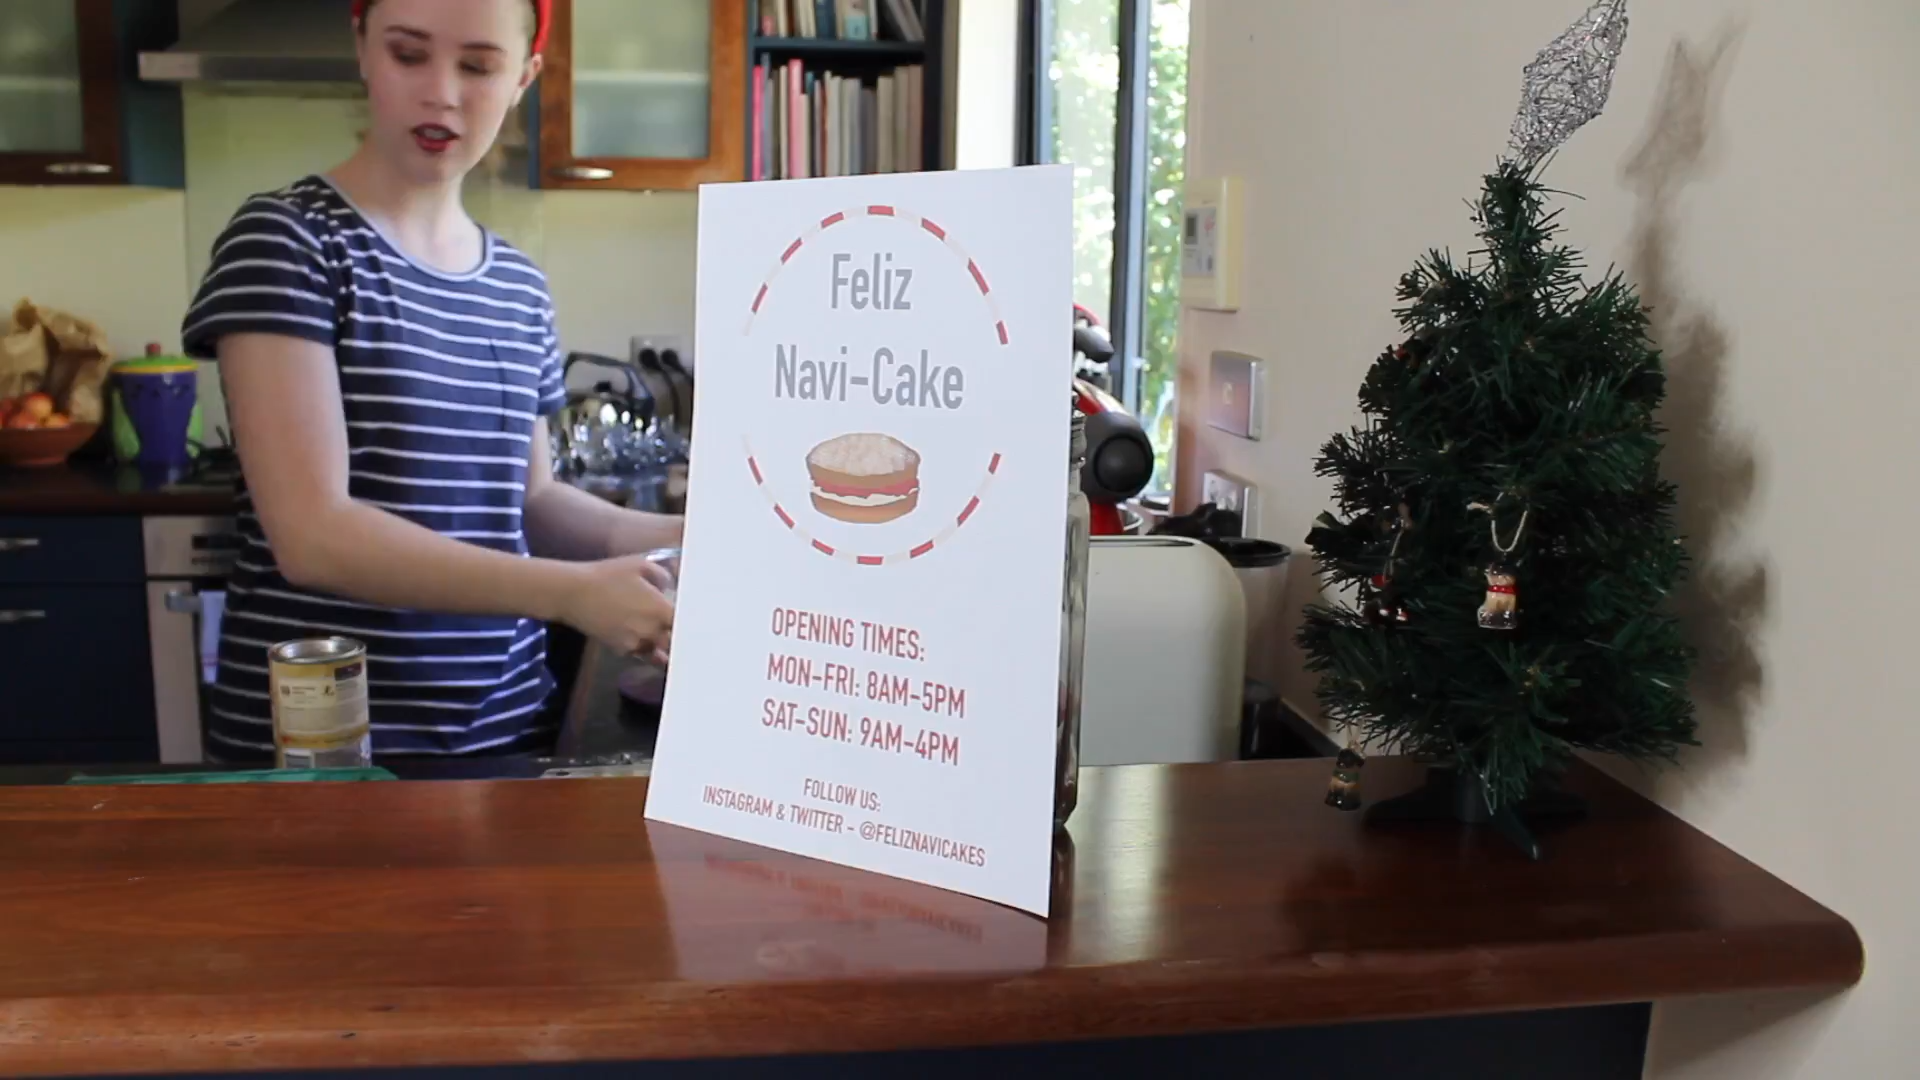 Feliz
Navi-Cake
OPENING TIMES:
MON-FRI: 8AM-5PM
SAT-SUN: 9AM-4PM
FOLLOW US:
INSTAGRAM & TWITTER - @FELIZNAVICAKES